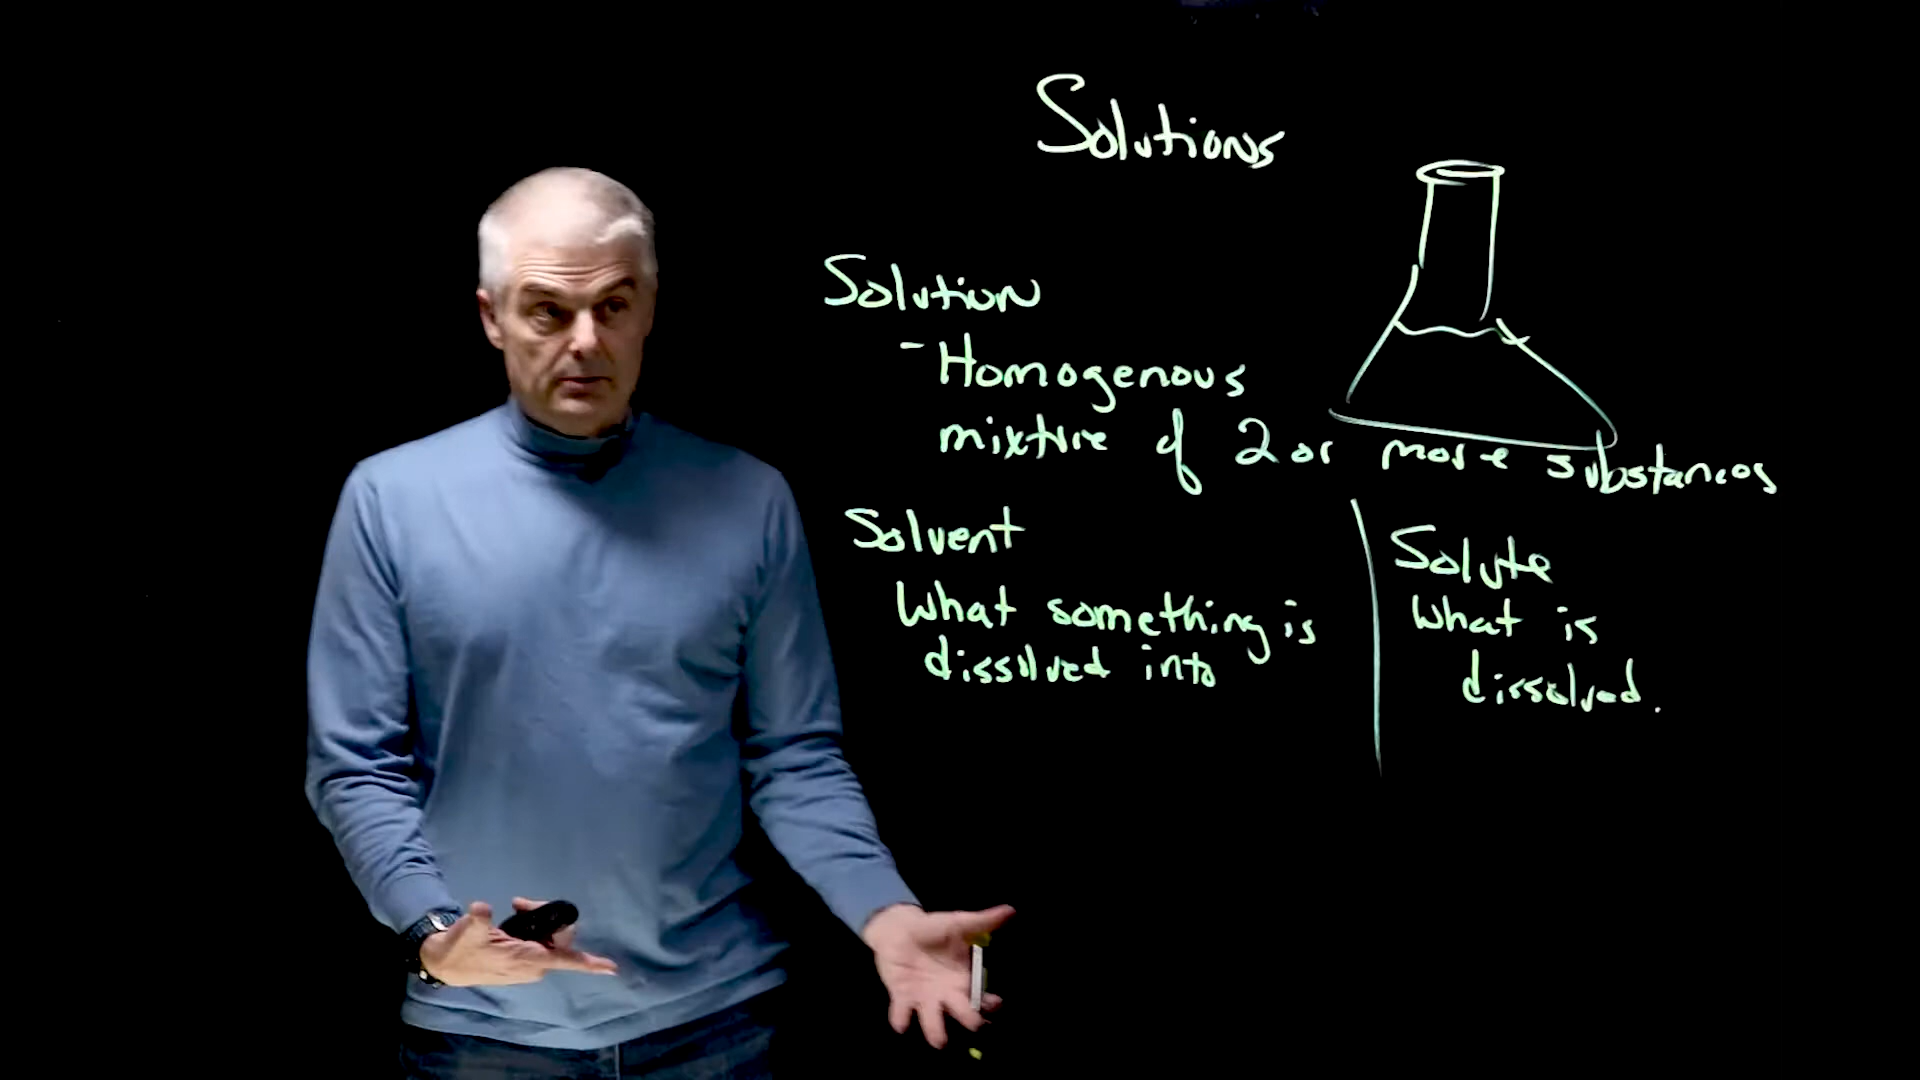 Solutions
Solution
- Homogenous
mixture of 2 or more substances
Solvent
What something is
dissolved into
Solute
What is
dissolved.